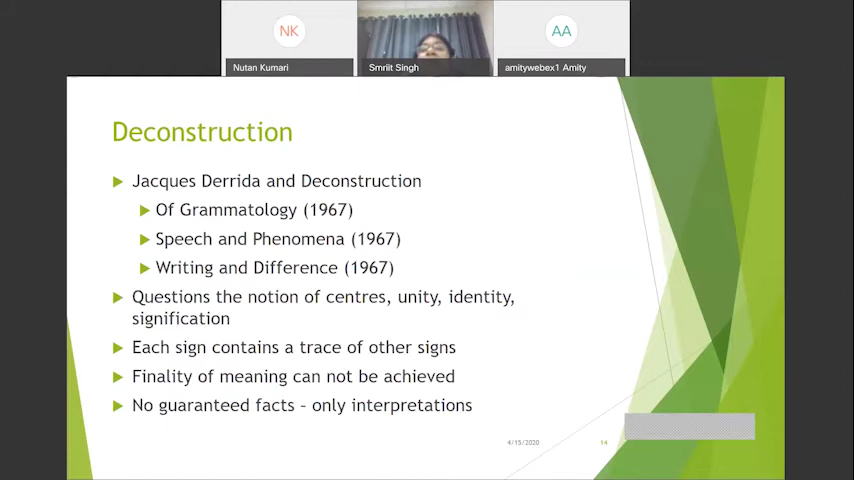 NK
AA
Nutan Kumari
Smriit Singh
amitywebex1 Amity
Deconstruction
Jacques Derrida and Deconstruction
Of Grammatology (1967)
Speech and Phenomena (1967)
Writing and Difference (1967)
Questions the notion of centres, unity, identity,
signification
Each sign contains a trace of other signs
Finality of meaning can not be achieved
No guaranteed facts – only interpretations
4/15/2020
14